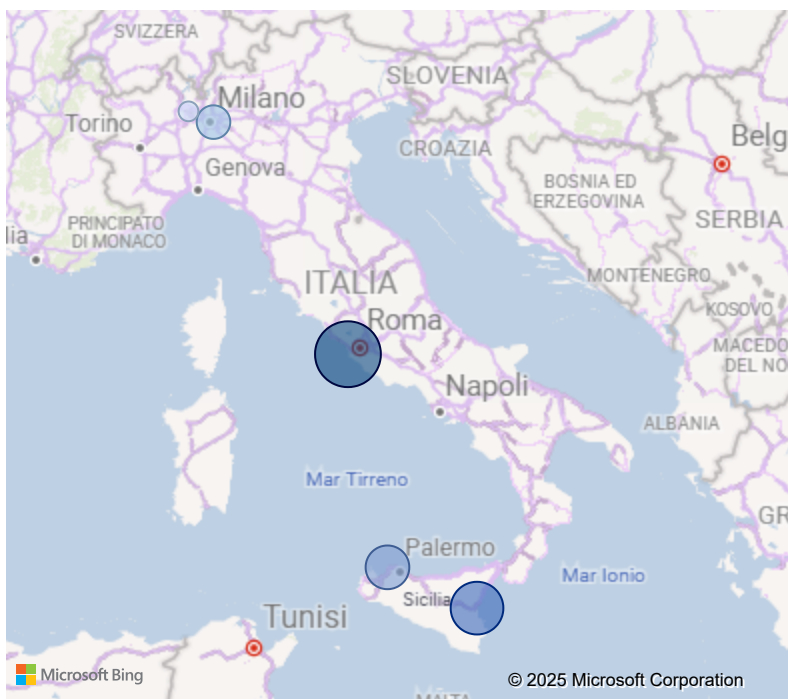 SVIZZERA
SLOVENIA
Milano
Torino
Belg
CROAZIA
Genova
BOSNIA ED
ERZEGOVINA
PRINCIPATO
DI MONACO
lia
SERBIA
MONTENEGRO
ITALIA
KOSOVO
Roma
MACEDO
DEL NO
Napoli
ALBANIA
Mar Tirreno
GR
Palermo
Mar Ionio
Sicilia
Tunisi
Microsoft Bing
© 2025 Microsoft Corporation
MALTA